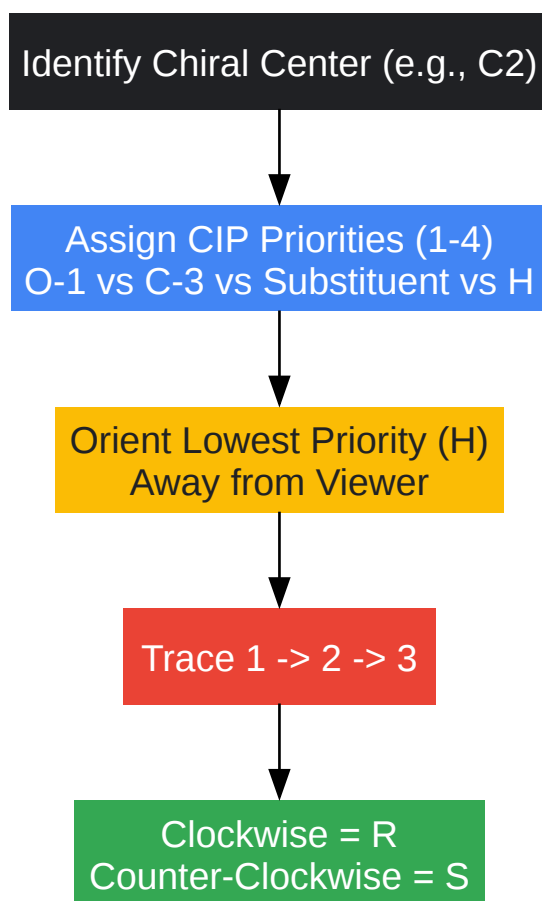 Identify Chiral Center (e.g., C2)
Assign CIP Priorities (1-4)
O-1 vs C-3 vs Substituent vs H
Orient Lowest Priority (H)
Away from Viewer
Trace 1 -> 2 -> 3
Clockwise = R
Counter-Clockwise = S